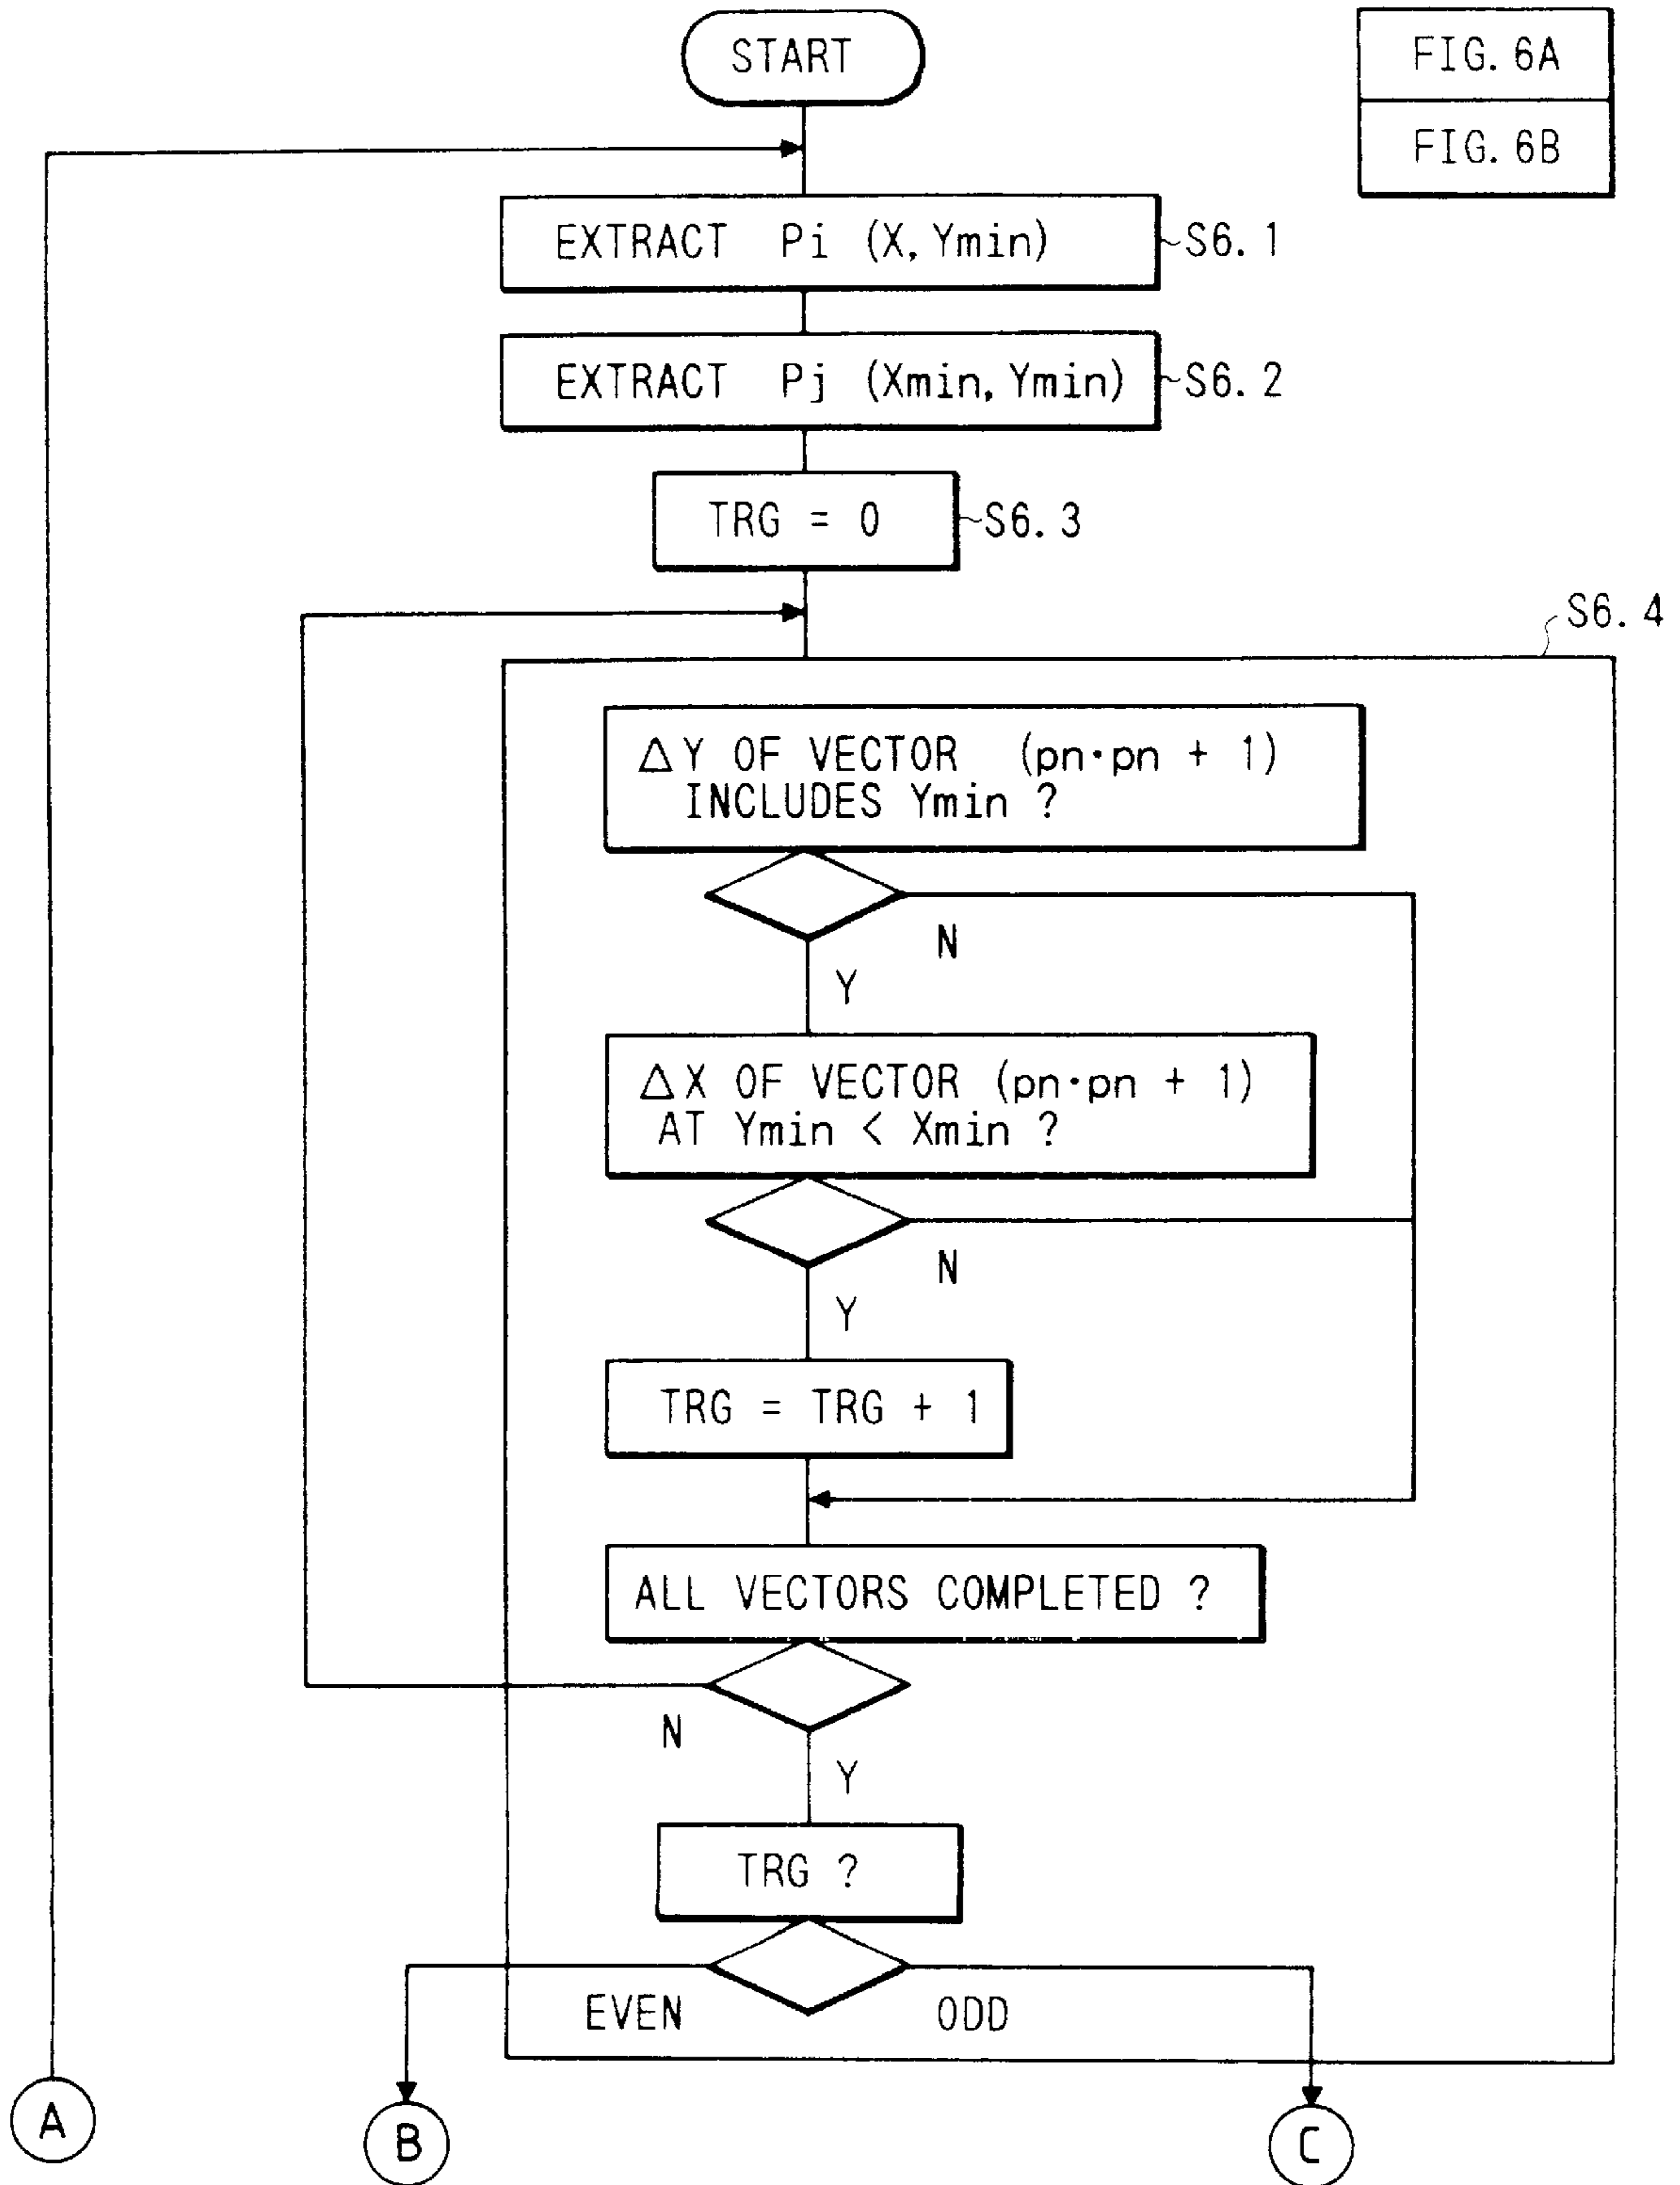 START
FIG. 6A
FIG. 6B
EXTRACT Pi (X, Ymin)
S6.1
EXTRACT Pj (Xmin, Ymin)
S6.2
TRG = 0
S6.3
S6.4
△Y OF VECTOR (pn·pn + 1)
INCLUDES Ymin ?
N
Y
△X OF VECTOR (pn·pn + 1)
AT Ymin < Xmin ?
N
Y
TRG = TRG + 1
ALL VECTORS COMPLETED ?
N
Y
TRG ?
EVEN
ODD
A
B
C